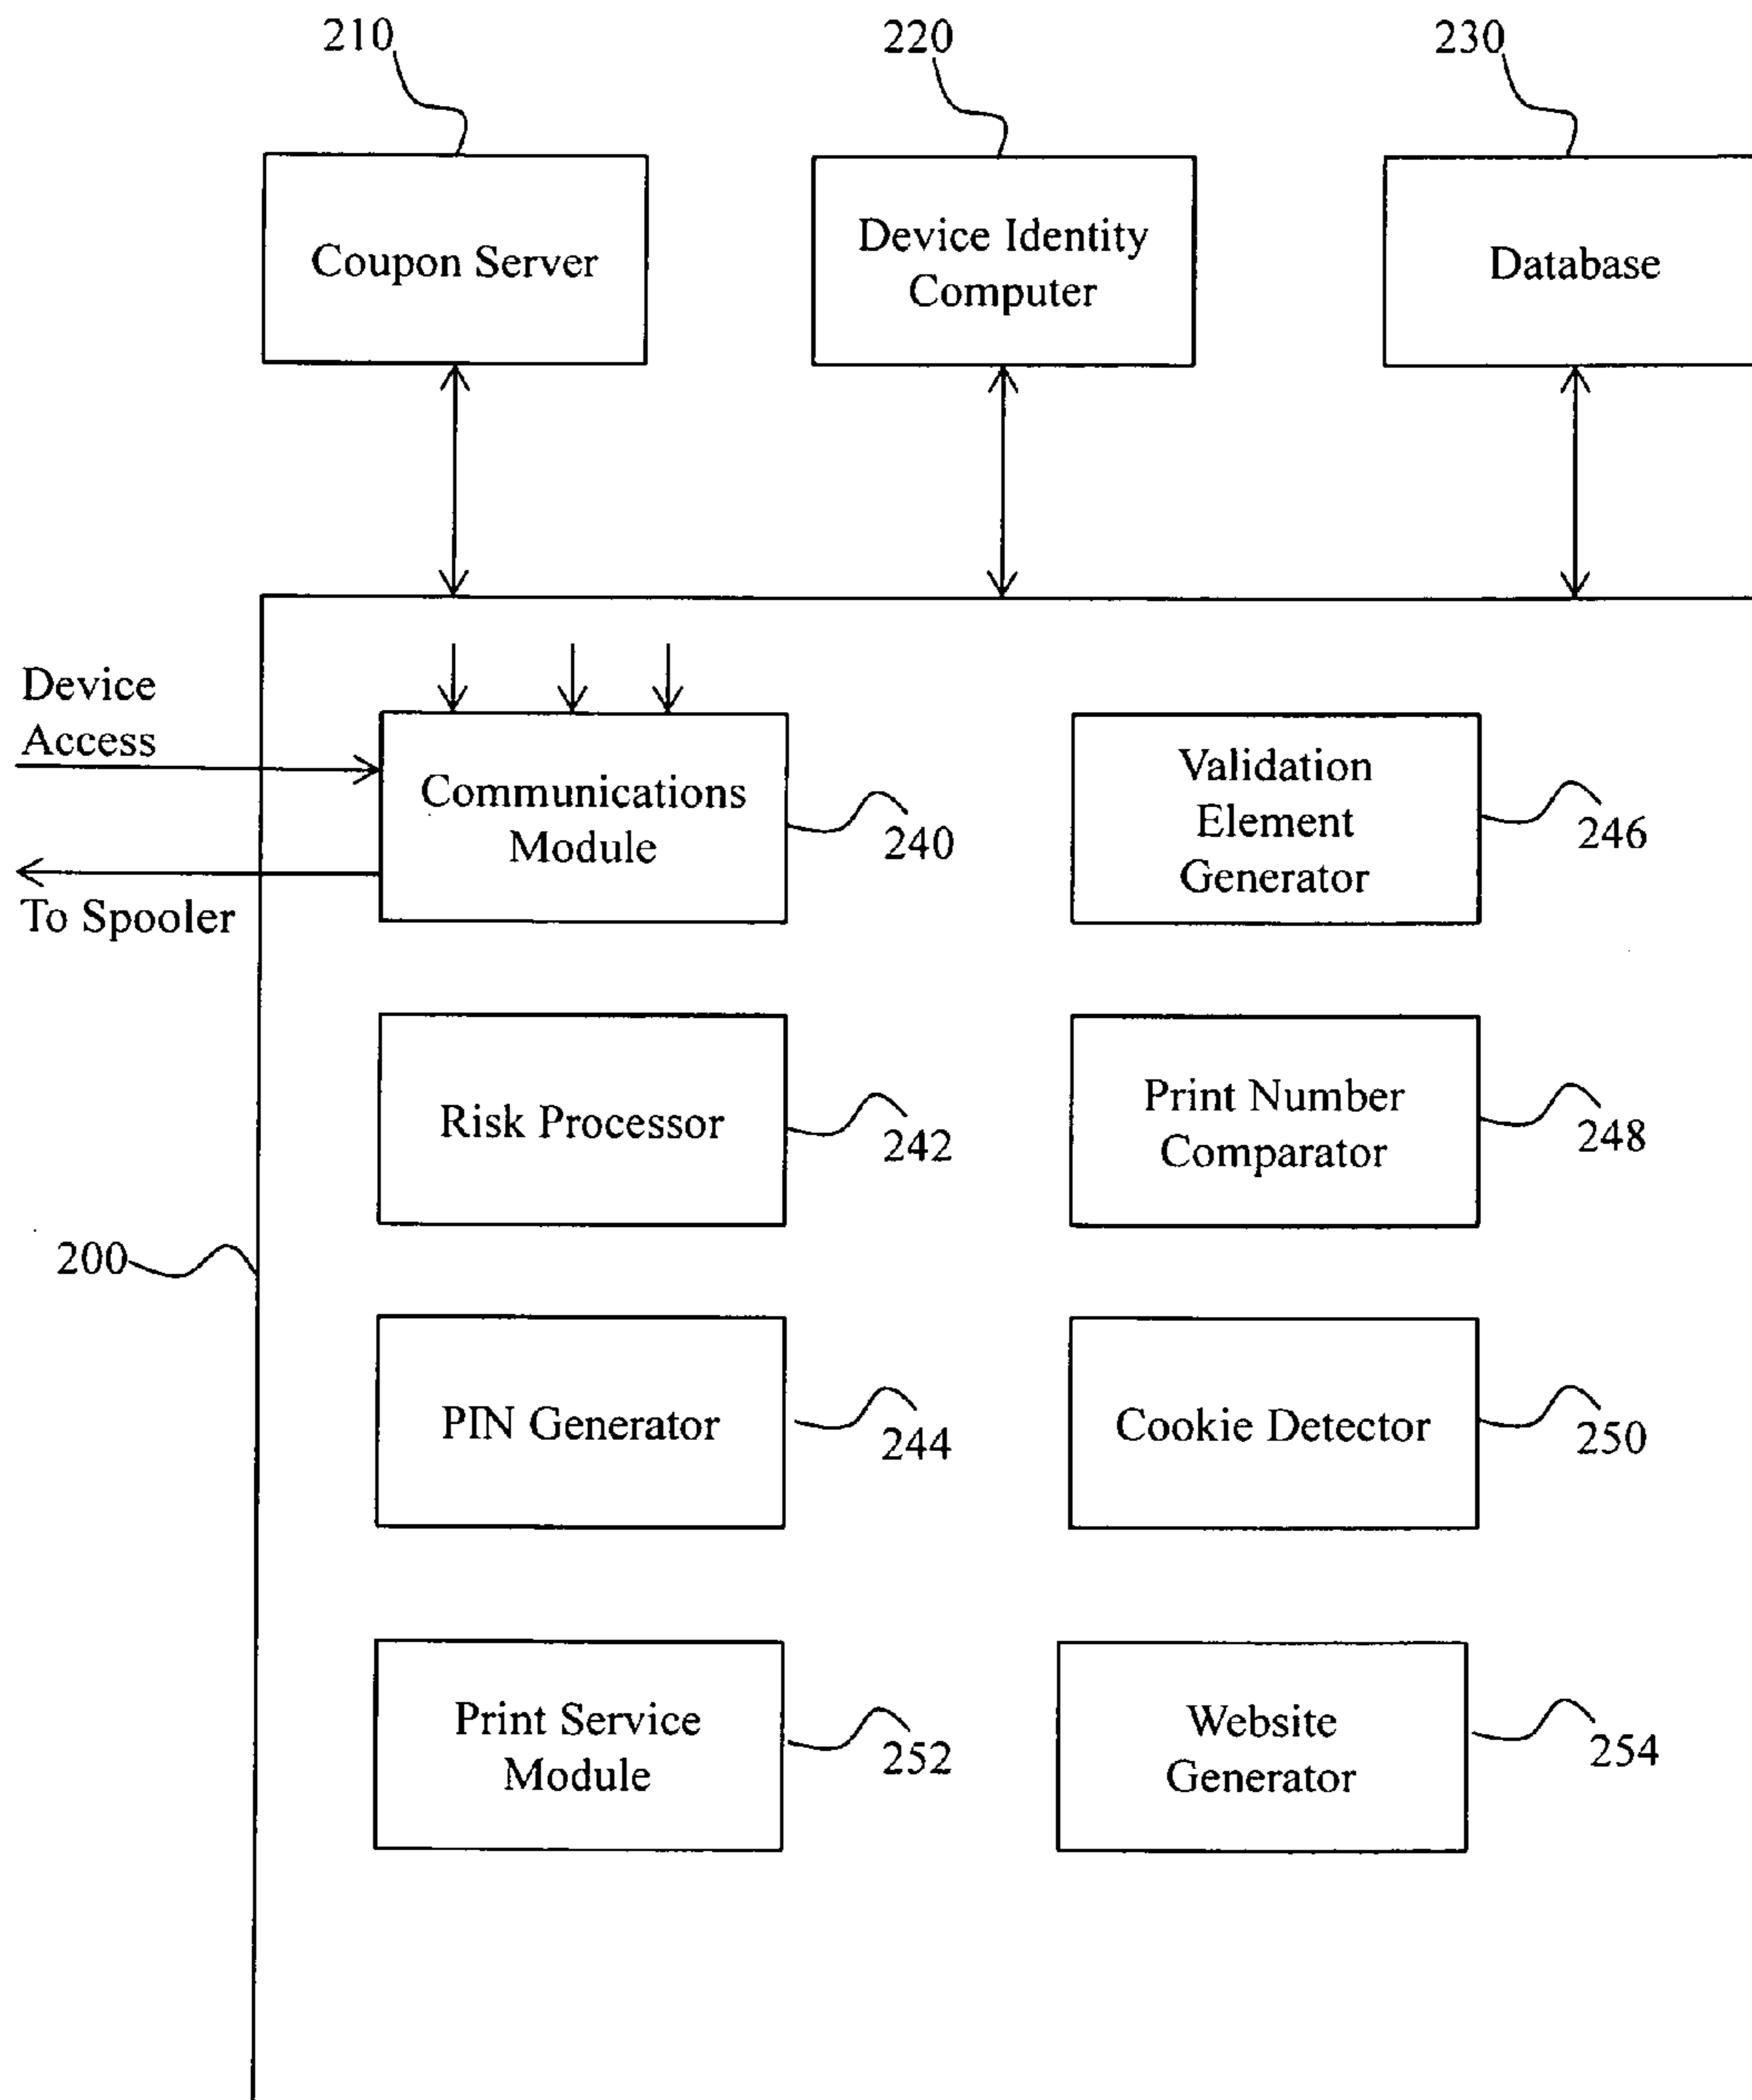 210
220
230
Coupon Server
Device Identity
Computer
Database
Device
Access
To Spooler
Communications
Module
240
Validation
Element
Generator
246
Risk Processor
242
Print Number
Comparator
248
200
PIN Generator
244
Cookie Detector
250
Print Service
Module
252
Website
Generator
254